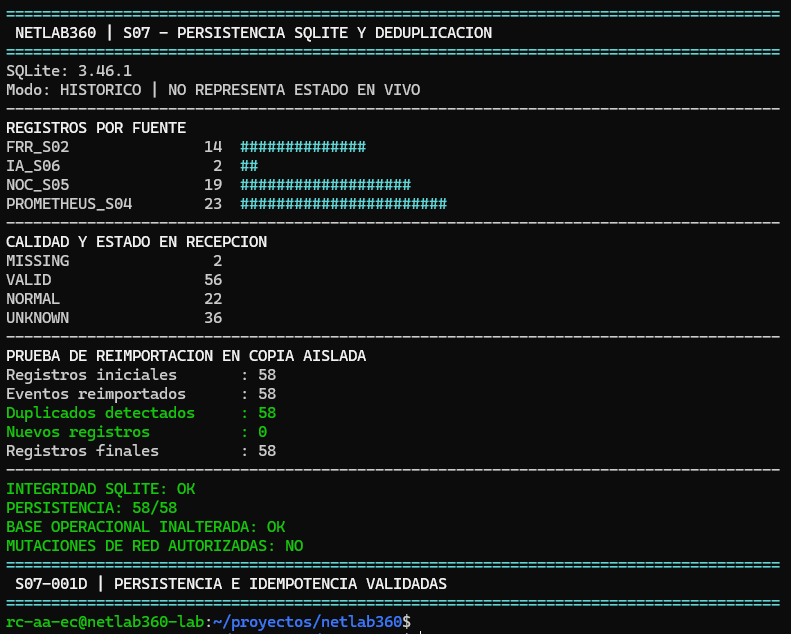 ================================================================================
NETLAB360 | S07 - PERSISTENCIA SQLITE Y DEDUPLICACION
================================================================================
SQLite: 3.46.1
Modo: HISTORICO | NO REPRESENTA ESTADO EN VIVO
--------------------------------------------------------------------------------
REGISTROS POR FUENTE
FRR_S02 14 ##############
IA_S06 2 ##
NOC_S05 19 ###################
PROMETHEUS_S04 23 #######################
--------------------------------------------------------------------------------
CALIDAD Y ESTADO EN RECEPCION
MISSING 2
VALID 56
NORMAL 22
UNKNOWN 36
--------------------------------------------------------------------------------
PRUEBA DE REIMPORTACION EN COPIA AISLADA
Registros iniciales : 58
Eventos reimportados : 58
Duplicados detectados : 58
Nuevos registros : 0
Registros finales : 58
--------------------------------------------------------------------------------
INTEGRIDAD SQLITE: OK
PERSISTENCIA: 58/58
BASE OPERACIONAL INALTERADA: OK
MUTACIONES DE RED AUTORIZADAS: NO
================================================================================
S07-001D | PERSISTENCIA E IDEMPOTENCIA VALIDADAS
================================================================================
rc-aa-ec@netlab360-lab:~/proyectos/netlab360$